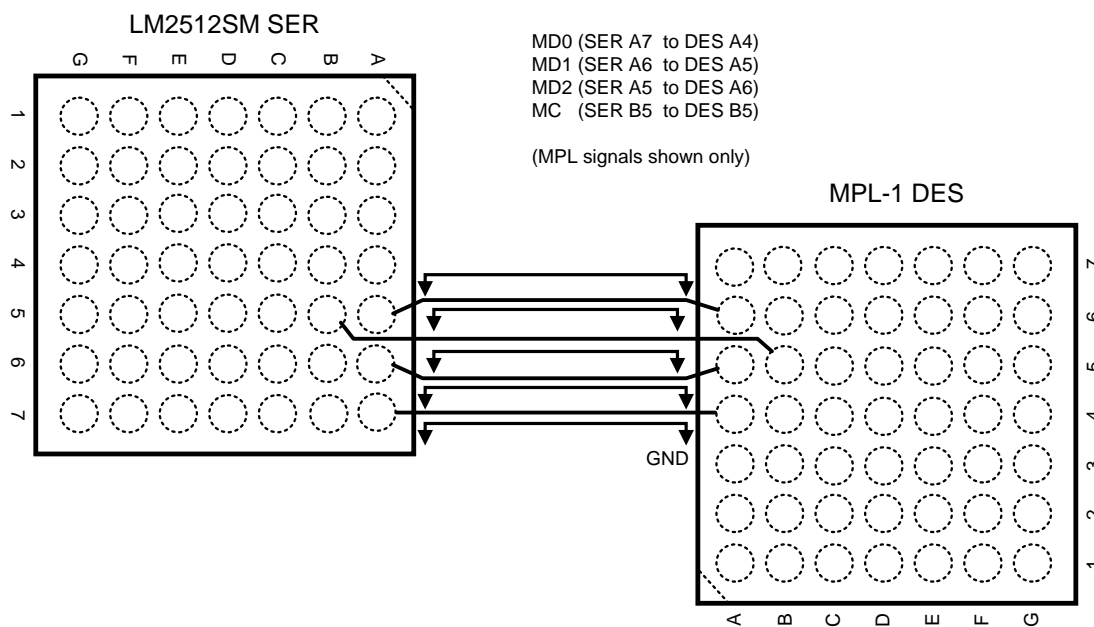 LM2512SM SER
G F E D C B A
1
2
3
4
5
6
7
MD0 (SER A7 to DES A4)
MD1 (SER A6 to DES A5)
MD2 (SER A5 to DES A6)
MC (SER B5 to DES B5)
(MPL signals shown only)
MPL-1 DES
7
6
5
4
3
2
1
GND
A B C D E F G